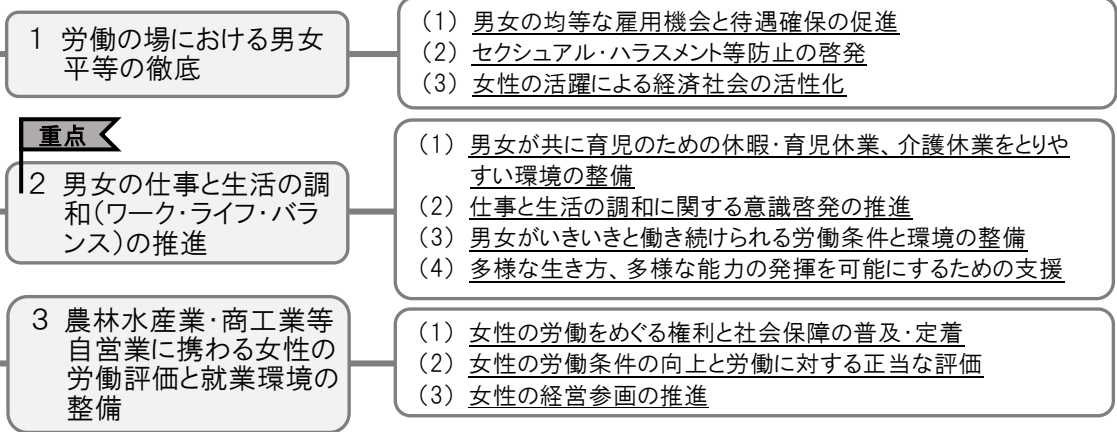 1 労働の場における男女
平等の徹底
(1) 男女の均等な雇用機会と待遇確保の促進
(2) セクシュアル・ハラスメント等防止の啓発
(3) 女性の活躍による経済社会の活性化
重点
2 男女の仕事と生活の調
和(ワーク・ライフ・バラ
ンス)の推進
(1) 男女が共に育児のための休暇・育児休業、介護休業をとりや
すい環境の整備
(2) 仕事と生活の調和に関する意識啓発の推進
(3) 男女がいきいきと働き続けられる労働条件と環境の整備
(4) 多様な生き方、多様な能力の発揮を可能にするための支援
3 農林水産業・商工業等
自営業に携わる女性の
労働評価と就業環境の
整備
(1) 女性の労働をめぐる権利と社会保障の普及・定着
(2) 女性の労働条件の向上と労働に対する正当な評価
(3) 女性の経営参画の推進